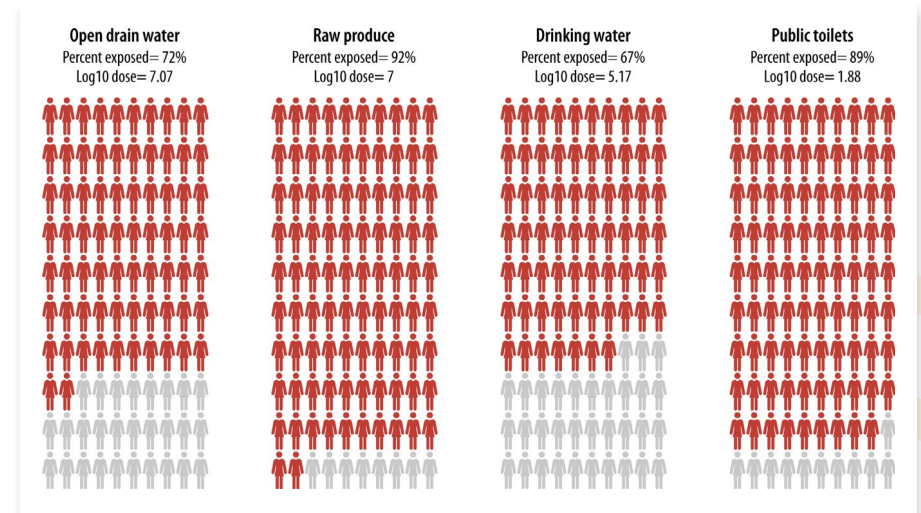 Open drain water
Percent exposed= 72%
Log10 dose= 7.07
Raw produce
Percent exposed= 92%
Log10 dose= 7
Drinking water
Percent exposed= 67%
Log10 dose= 5.17
Public toilets
Percent exposed= 89%
Log10 dose= 1.88